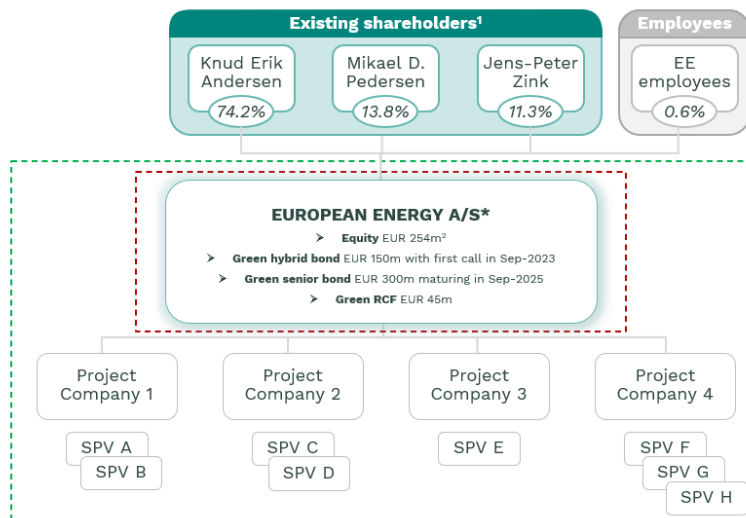 Existing shareholders¹
Employees
Knud Erik
Andersen
74.2%
Mikael D.
Pedersen
13.8%
Jens-Peter
Zink
11.3%
EE
employees
0.6%
EUROPEAN ENERGY A/S*
➤ Equity EUR 254m²
➤ Green hybrid bond EUR 150m with first call in Sep-2023
➤ Green senior bond EUR 300m maturing in Sep-2025
➤ Green RCF EUR 45m
Project
Company 1
Project
Company 2
Project
Company 3
Project
Company 4
SPV A
SPV B
SPV C
SPV D
SPV E
SPV F
SPV G
SPV H